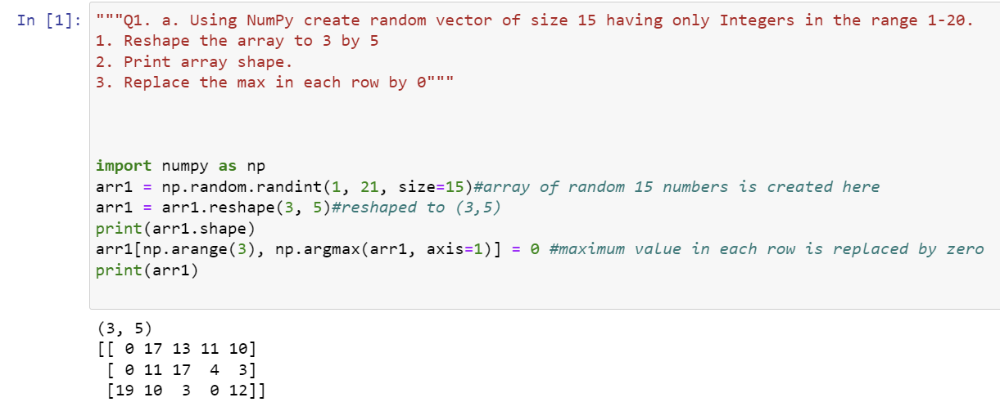 In [1]: """Q1. a. Using NumPy create random vector of size 15 having only Integers in the range 1-20.
1. Reshape the array to 3 by 5
2. Print array shape.
3. Replace the max in each row by 0"""
import numpy as np
arr1 = np.random.randint(1, 21, size=15)#array of random 15 numbers is created here
arr1 = arr1.reshape(3, 5)#reshaped to (3,5)
print(arr1.shape)
arr1[np.arange(3), np.argmax(arr1, axis=1)] = 0 #maximum value in each row is replaced by zero
print(arr1)
(3, 5)
[[ 0 17 13 11 10]
 [ 0 11 17  4  3]
 [19 10  3  0 12]]